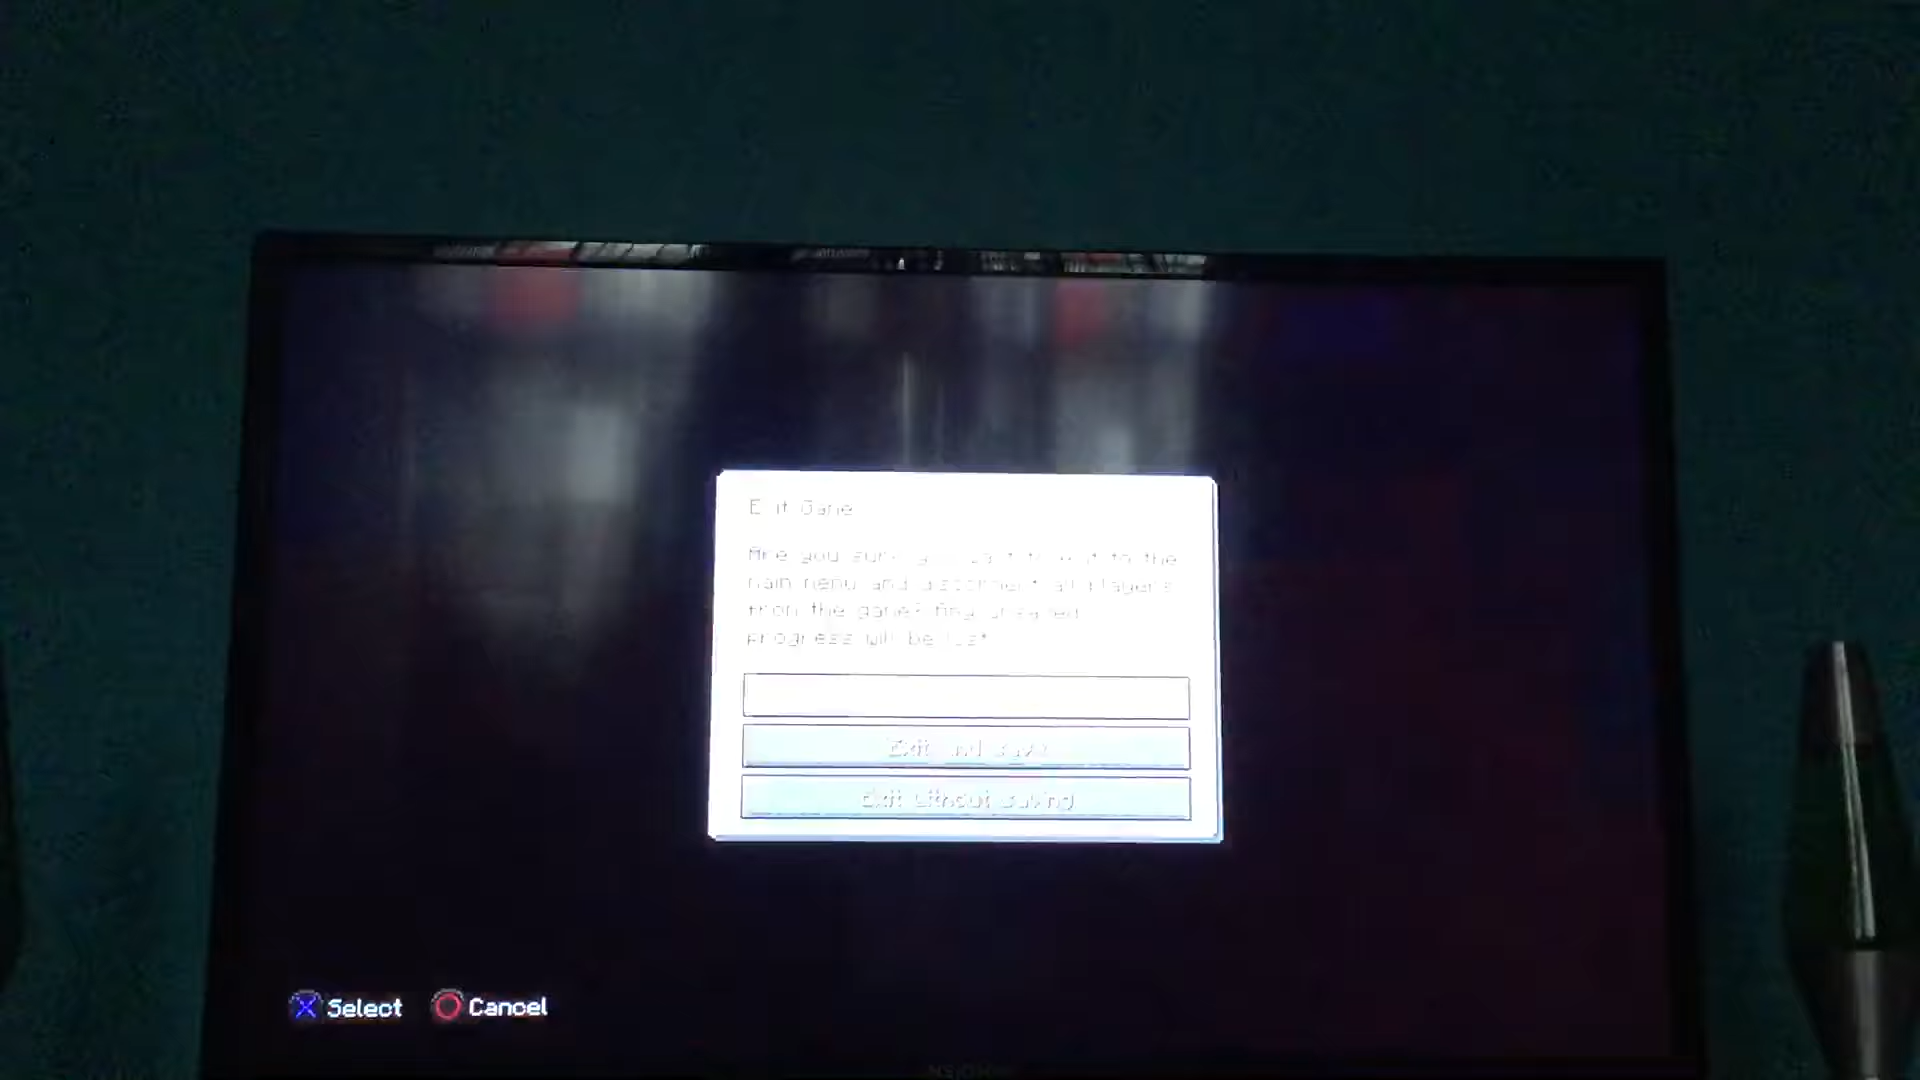 Exit Game
Are you sure you want to exit to the
main menu and disconnect all players
from the game? Any unsaved
progress will be lost
Exit and save
Exit without saving
Select Cancel